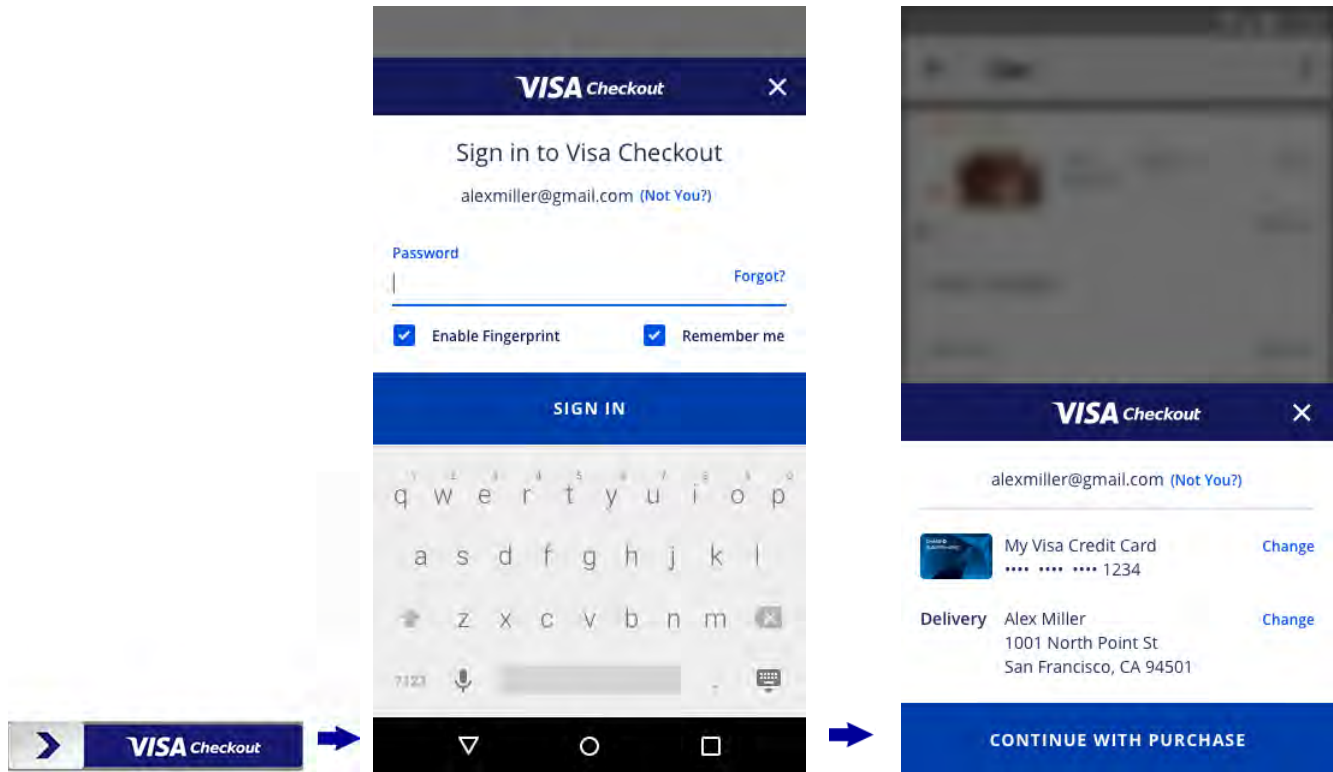 VISA Checkout
VISA Checkout
Sign in to Visa Checkout
alexmiller@gmail.com (Not You?)
Password
Forgot?
Enable Fingerprint
Remember me
SIGN IN
q w e r t y u i o p
a s d f g h j k l
z x c v b n m
?123 .
VISA Checkout
alexmiller@gmail.com (Not You?)
My Visa Credit Card Change
•••• •••• •••• 1234
Delivery Alex Miller Change
1001 North Point St
San Francisco, CA 94501
CONTINUE WITH PURCHASE